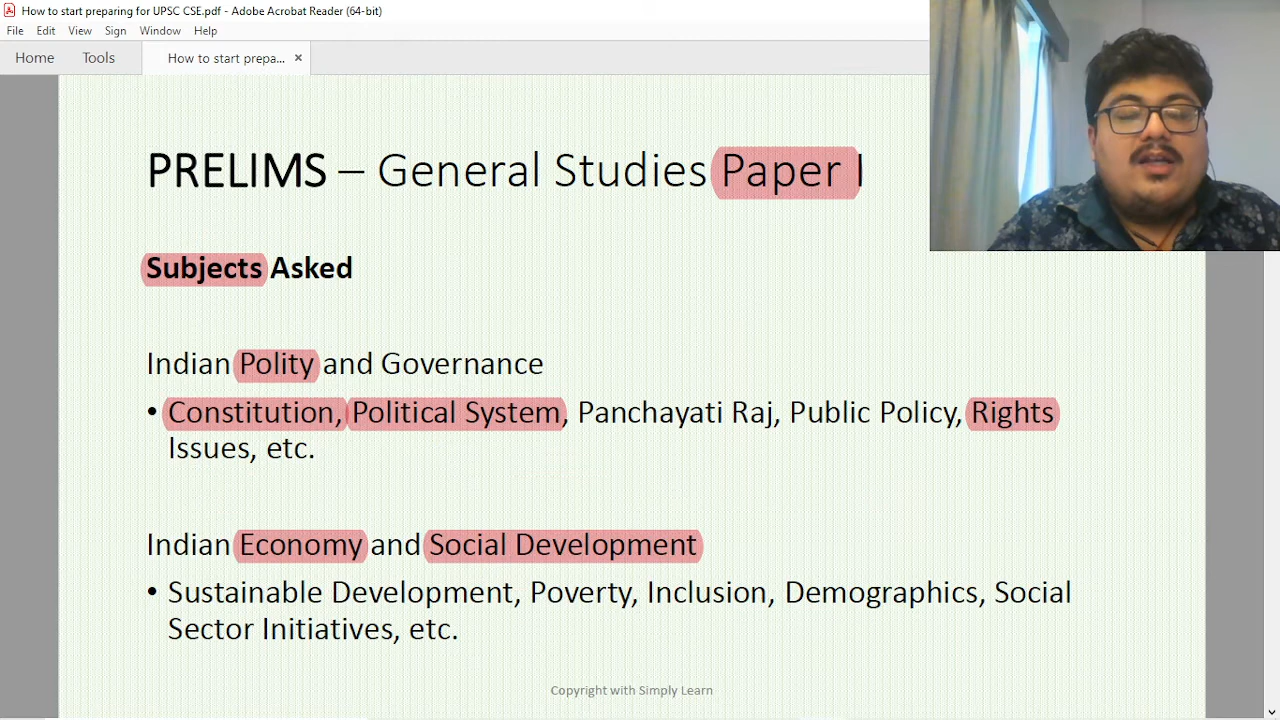 How to start preparing for UPSC CSE.pdf - Adobe Acrobat Reader (64-bit)
File Edit View Sign Window Help
Home Tools How to start prepa... ×
PRELIMS – General Studies Paper I
Subjects Asked
Indian Polity and Governance
• Constitution, Political System, Panchayati Raj, Public Policy, Rights
Issues, etc.
Indian Economy and Social Development
• Sustainable Development, Poverty, Inclusion, Demographics, Social
Sector Initiatives, etc.
Copyright with Simply Learn